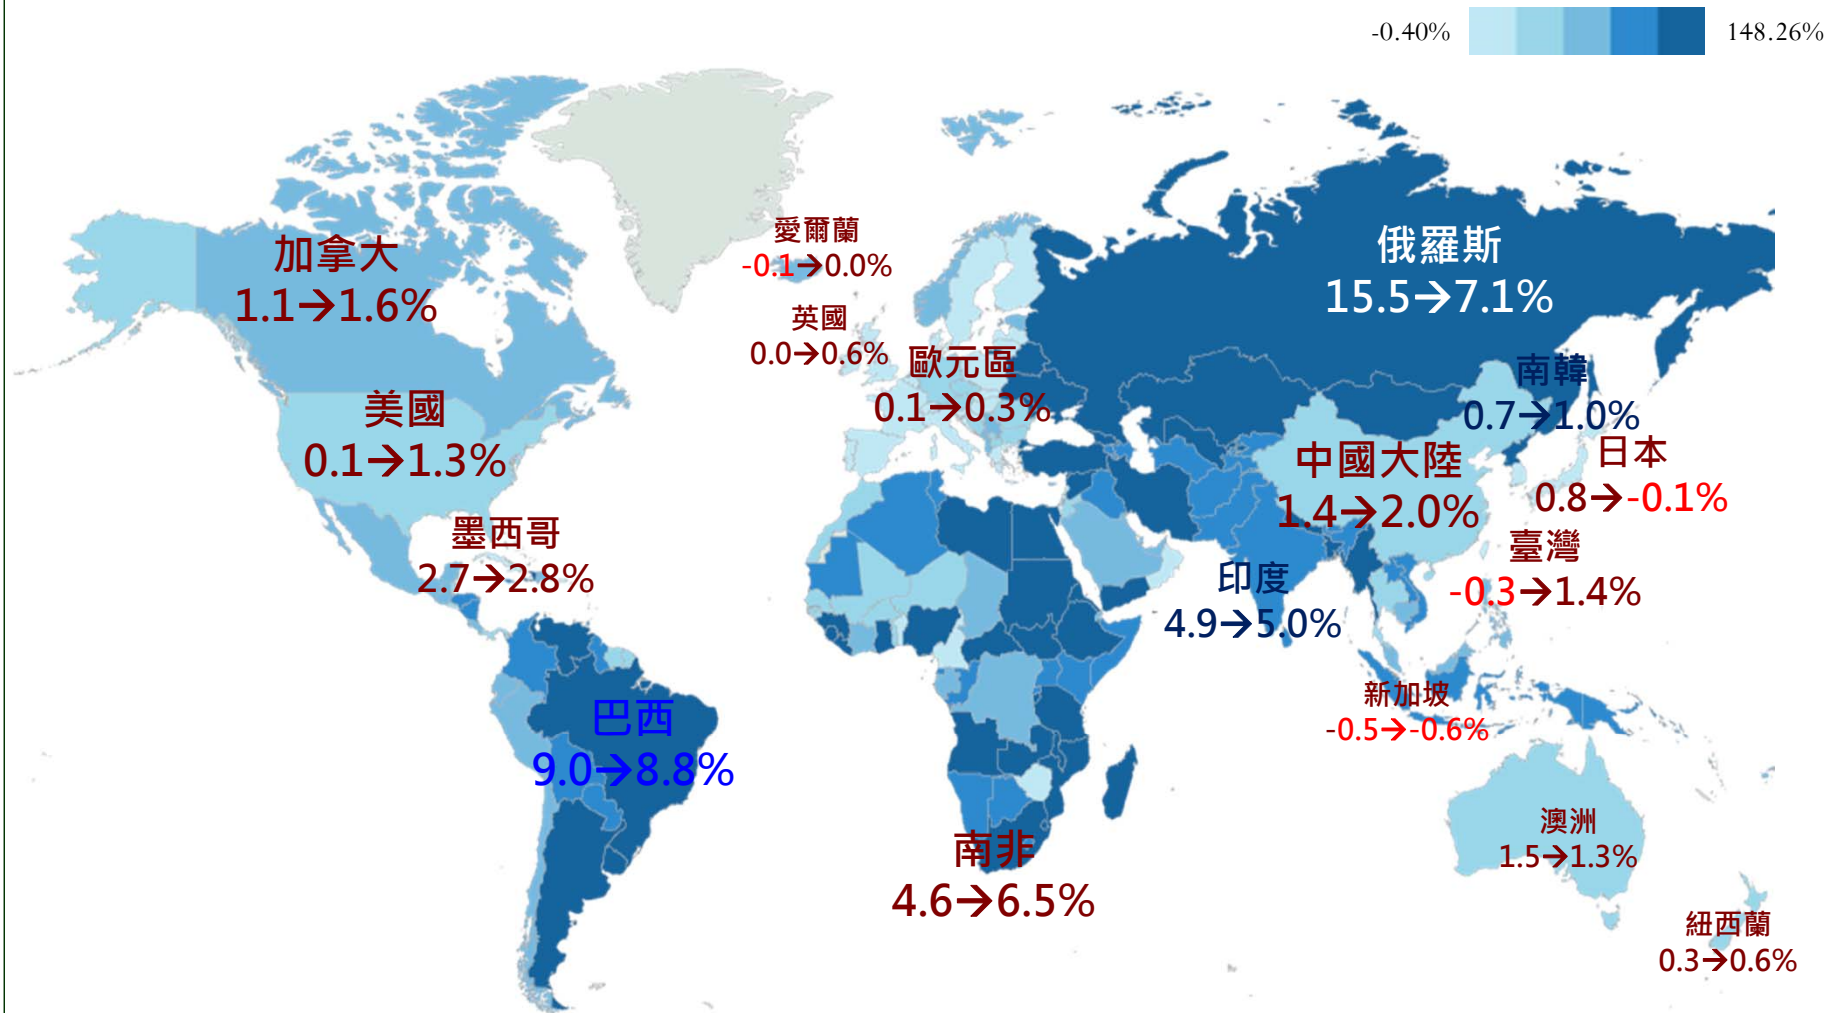 -0.40%
148.26%
加拿大
1.1→1.6%
愛爾蘭
-0.1→0.0%
俄羅斯
15.5→7.1%
英國
0.0→0.6%
歐元區
0.1→0.3%
南韓
0.7→1.0%
美國
0.1→1.3%
中國大陸
1.4→2.0%
日本
0.8→-0.1%
墨西哥
2.7→2.8%
臺灣
-0.3→1.4%
印度
4.9→5.0%
新加坡
-0.5→-0.6%
巴西
9.0→8.8%
南非
4.6→6.5%
澳洲
1.5→1.3%
紐西蘭
0.3→0.6%